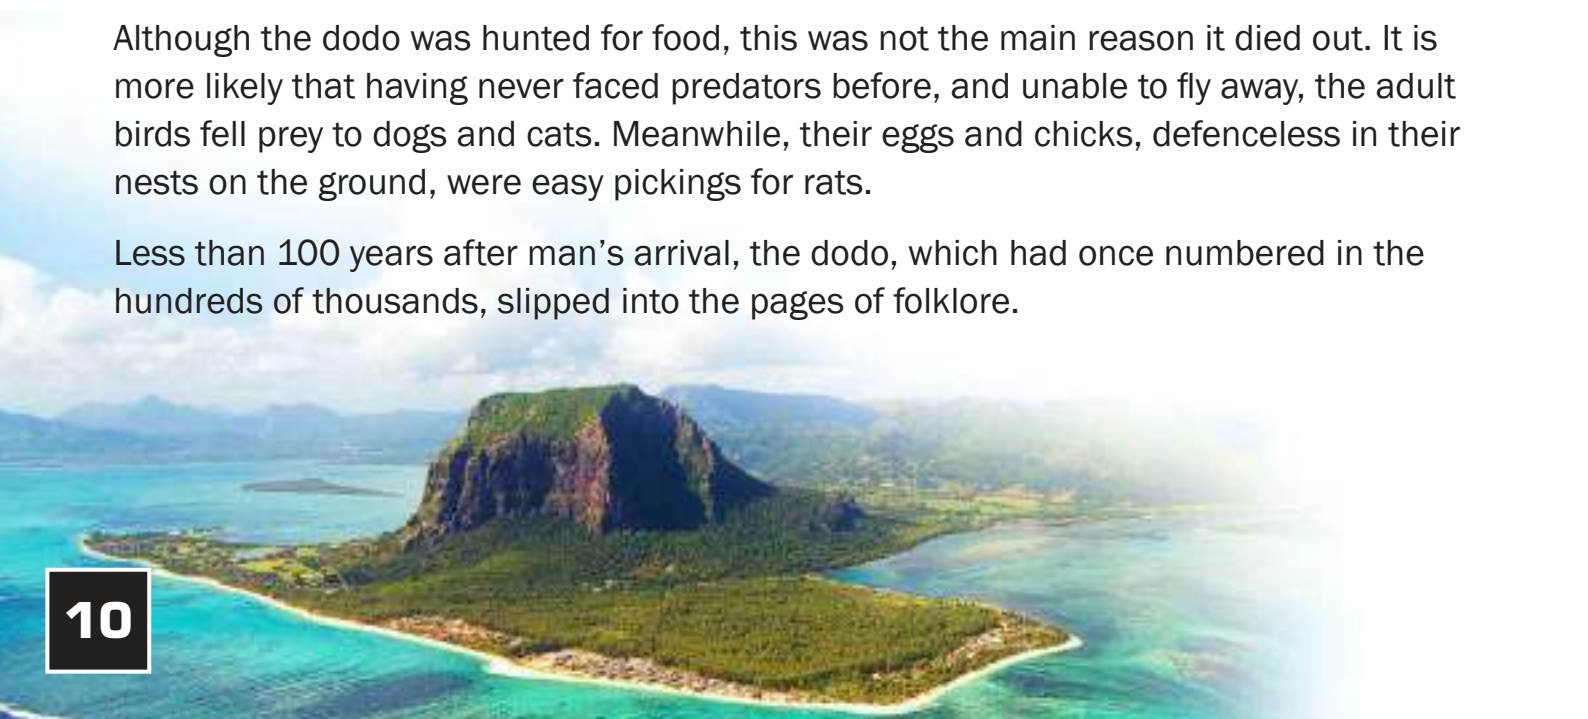 Although the dodo was hunted for food, this was not the main reason it died out. It is
more likely that having never faced predators before, and unable to fly away, the adult
birds fell prey to dogs and cats. Meanwhile, their eggs and chicks, defenceless in their
nests on the ground, were easy pickings for rats.
Less than 100 years after man’s arrival, the dodo, which had once numbered in the
hundreds of thousands, slipped into the pages of folklore.
10